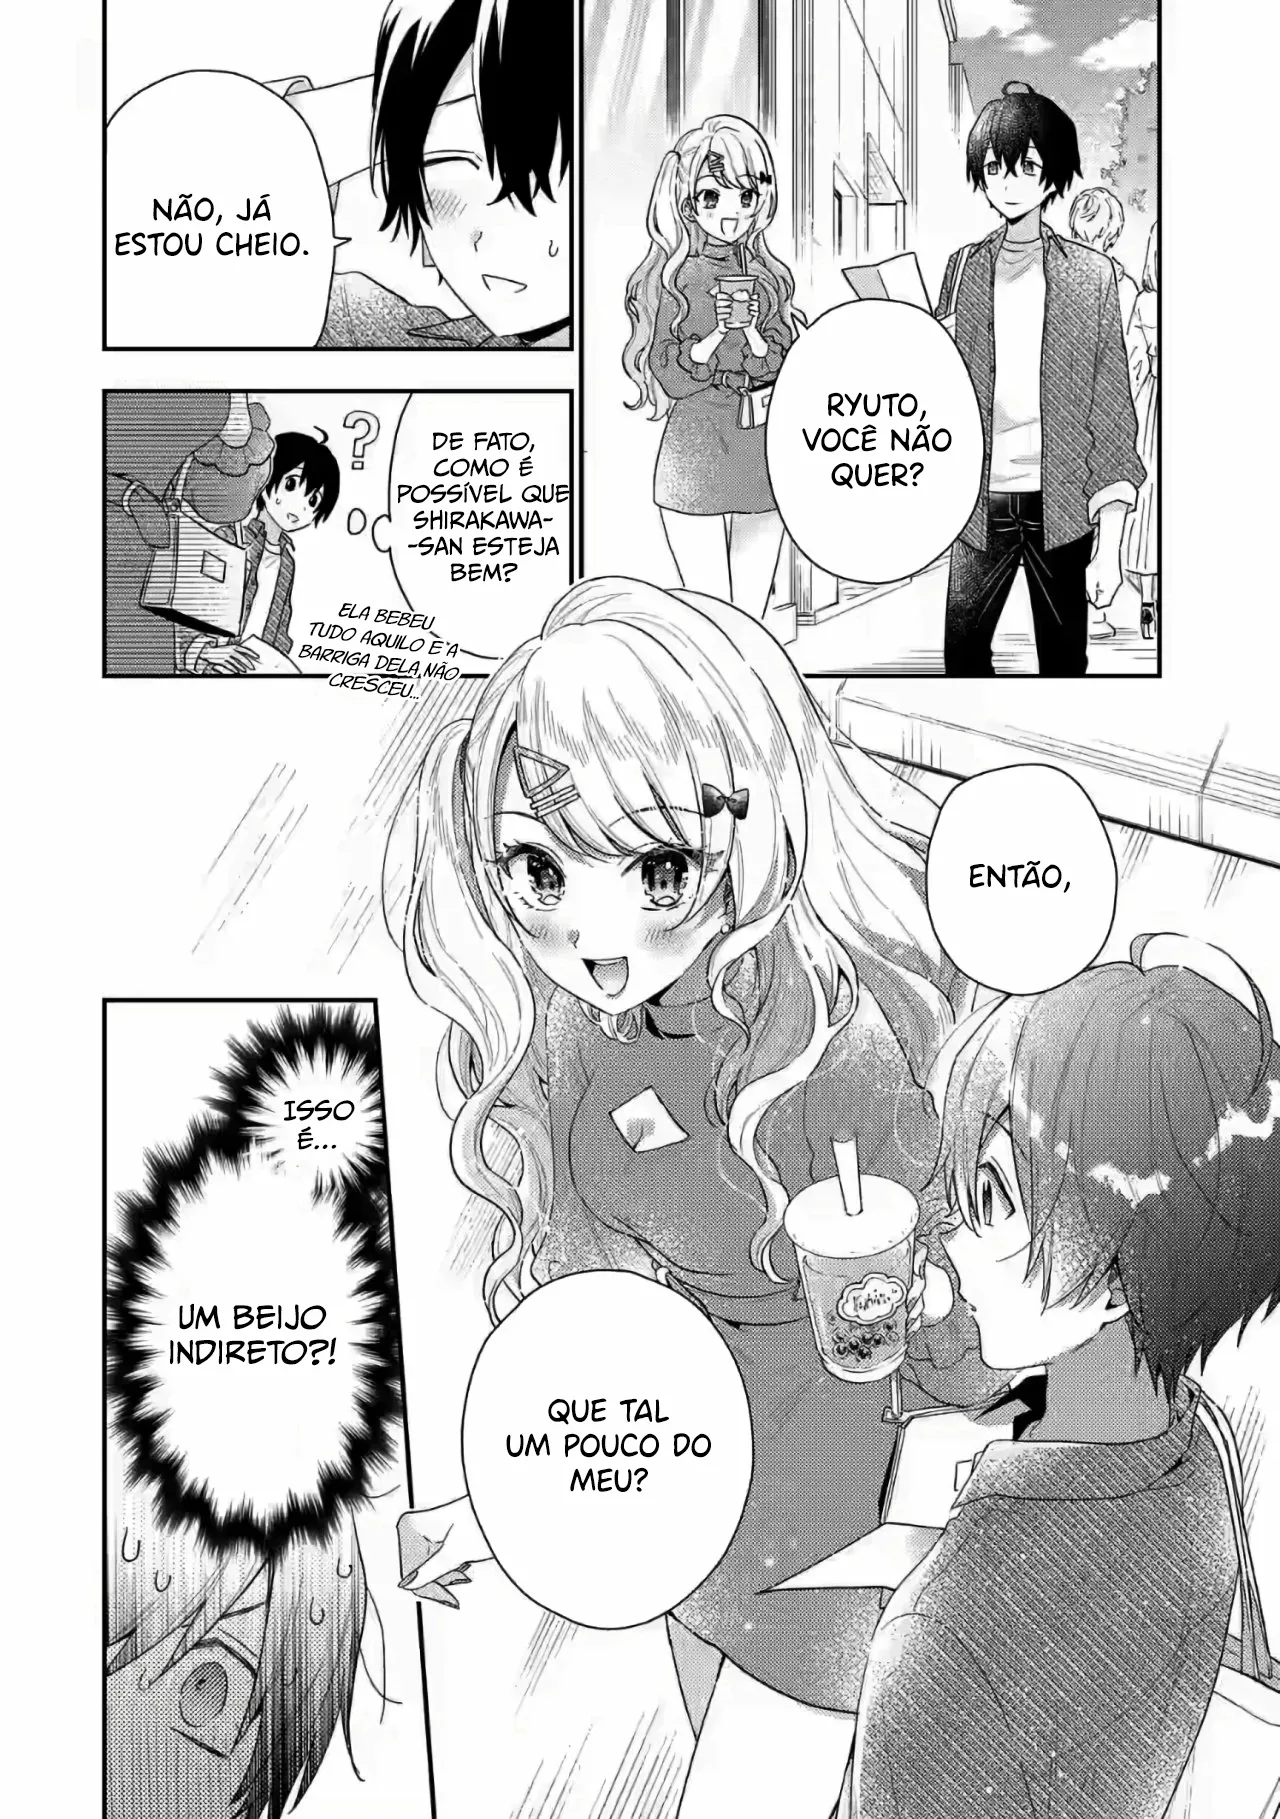 RYUTO,
VOCÊ NÃO
QUER?
NÃO, JÁ
ESTOU CHEIO.
?
DE FATO,
COMO É
POSSÍVEL QUE
SHIRAKAWA-
-SAN ESTEJA
BEM?
ELA BEBEU
TUDO AQUILO E A
BARRIGA DELA NÃO
CRESCEU...
ENTÃO,
QUE TAL
UM POUCO DO
MEU?
ISSO
É...
UM BEIJO
INDIRETO?!